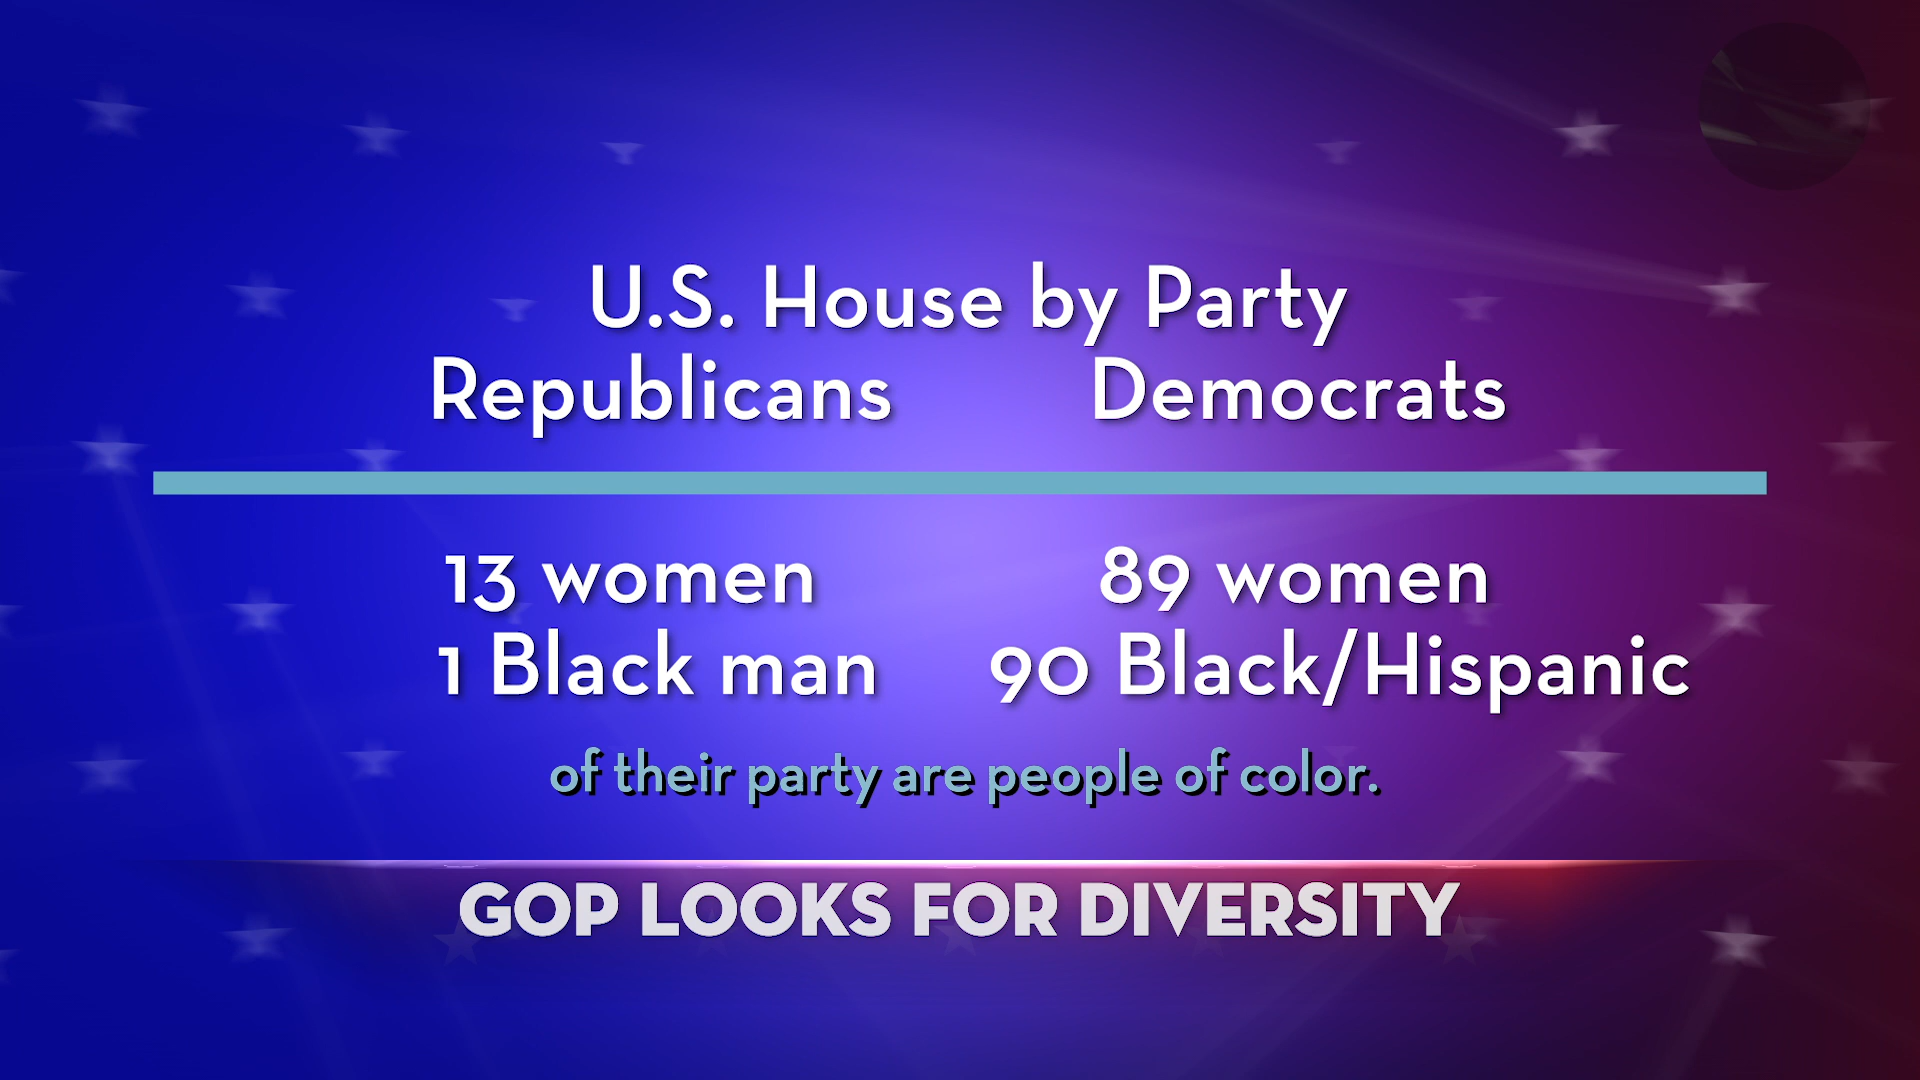 U.S. House by Party
Republicans Democrats
13 women 89 women
1 Black man 90 Black/Hispanic
of their party are people of color.
GOP LOOKS FOR DIVERSITY